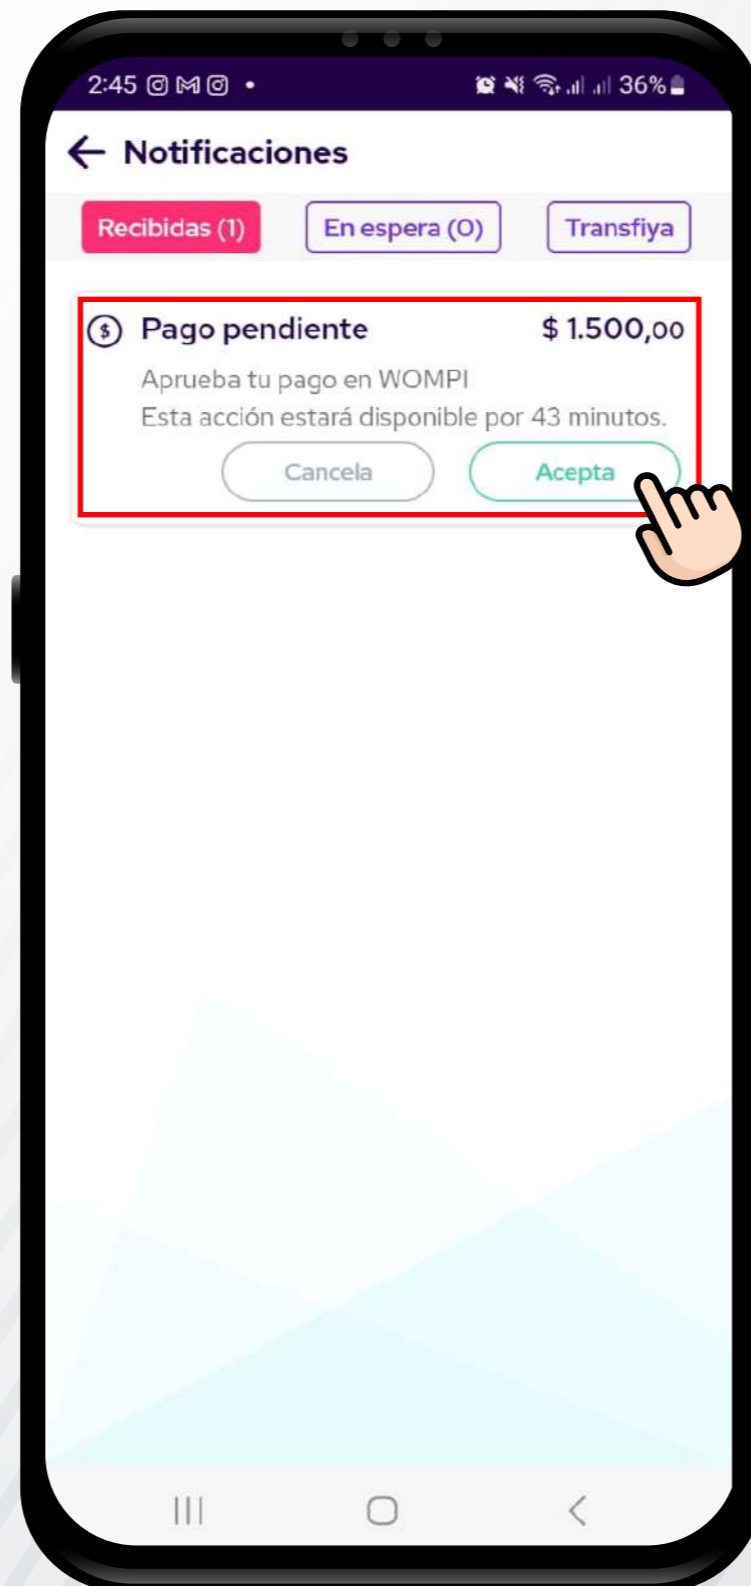 2:45
36%
Notificaciones
Recibidas (1) En espera (0) Transfiya
Pago pendiente $ 1.500,00
Aprueba tu pago en WOMPI
Esta acción estará disponible por 43 minutos.
Cancela Acepta